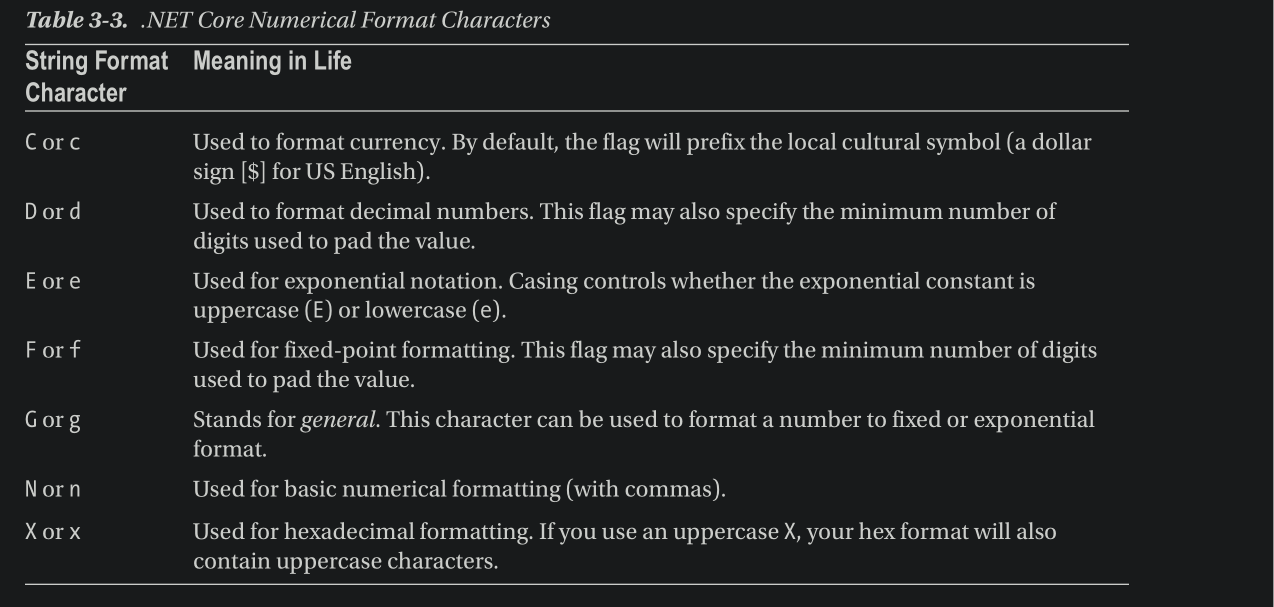 Table 3-3. .NET Core Numerical Format Characters
String Format Character Meaning in Life
C or c Used to format currency. By default, the flag will prefix the local cultural symbol (a dollar
sign [$] for US English).
D or d Used to format decimal numbers. This flag may also specify the minimum number of
digits used to pad the value.
E or e Used for exponential notation. Casing controls whether the exponential constant is
uppercase (E) or lowercase (e).
F or f Used for fixed-point formatting. This flag may also specify the minimum number of digits
used to pad the value.
G or g Stands for general. This character can be used to format a number to fixed or exponential
format.
N or n Used for basic numerical formatting (with commas).
X or x Used for hexadecimal formatting. If you use an uppercase X, your hex format will also
contain uppercase characters.